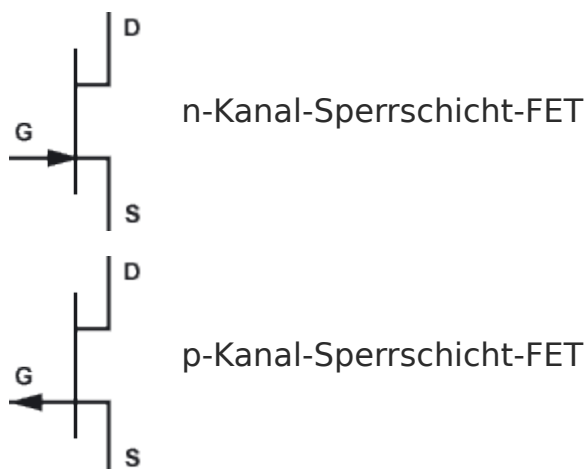 D
n-Kanal-Sperrschicht-FET
G
S
D
p-Kanal-Sperrschicht-FET
G
S